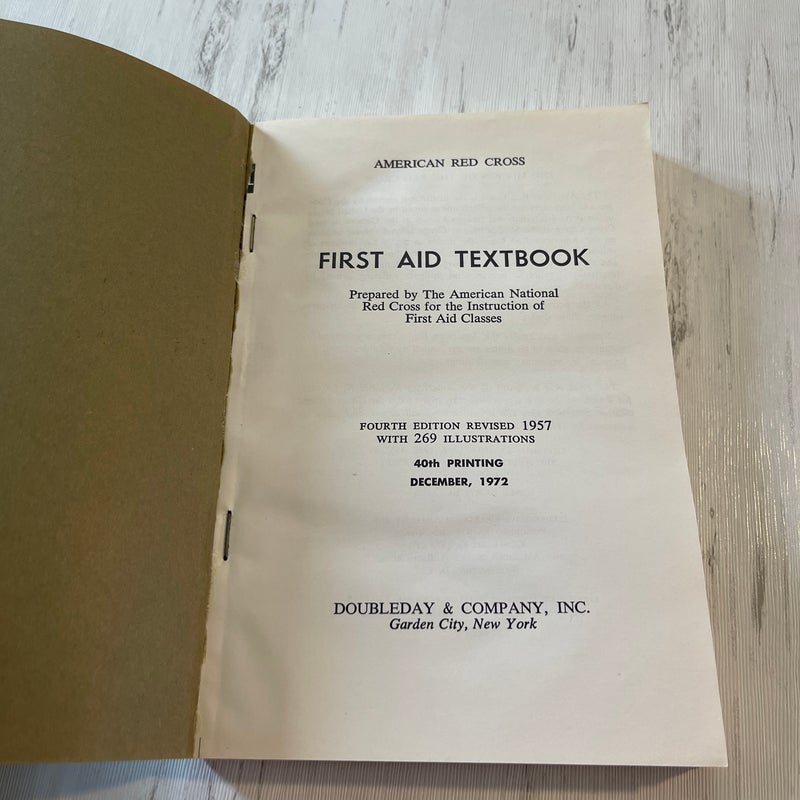 AMERICAN RED CROSS
FIRST AID TEXTBOOK
Prepared by The American National
Red Cross for the Instruction of
First Aid Classes
FOURTH EDITION REVISED 1957
WITH 269 ILLUSTRATIONS
40th PRINTING
DECEMBER, 1972
DOUBLEDAY & COMPANY, INC.
Garden City, New York